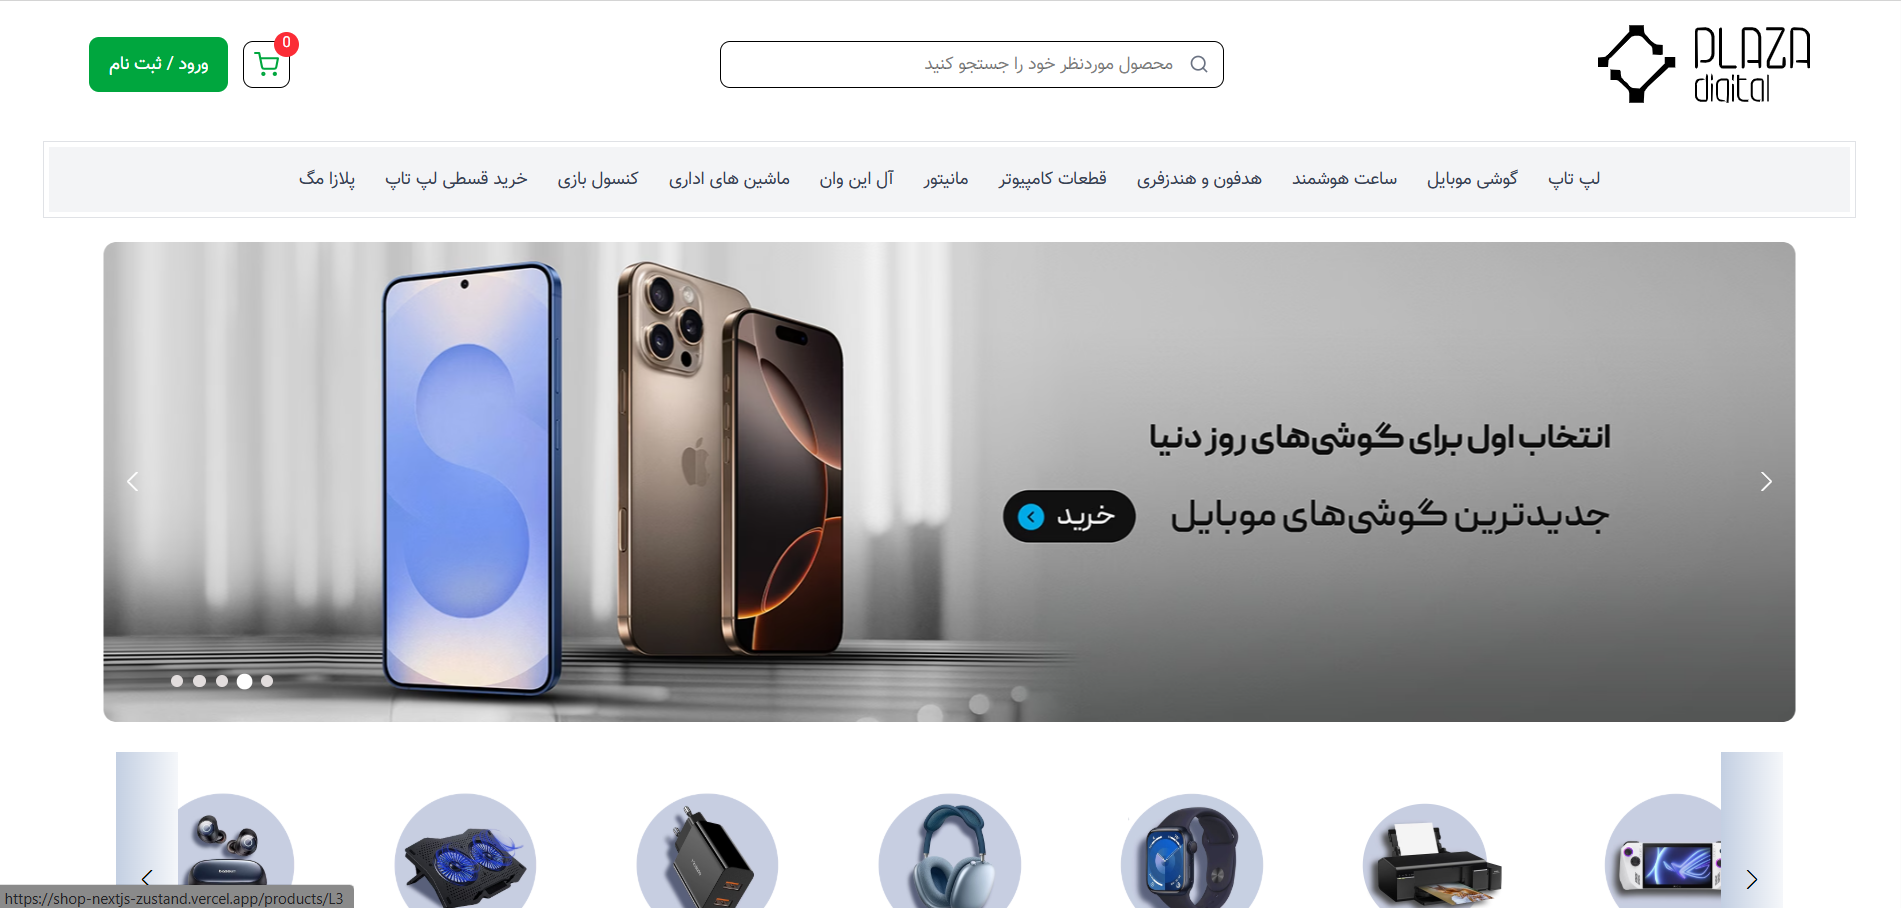 PLAZA
digital
محصول موردنظر خود را جستجو کنید
0
ورود / ثبت نام
لپ تاپ
گوشی موبایل
ساعت هوشمند
هدفون و هندزفری
قطعات کامپیوتر
مانیتور
آل این وان
ماشین های اداری
کنسول بازی
خرید قسطی لپ تاپ
پلازا مگ
انتخاب اول برای گوشی‌های روز دنیا
جدیدترین گوشی‌های موبایل
خرید
https://shop-nextjs-zustand.vercel.app/products/L3